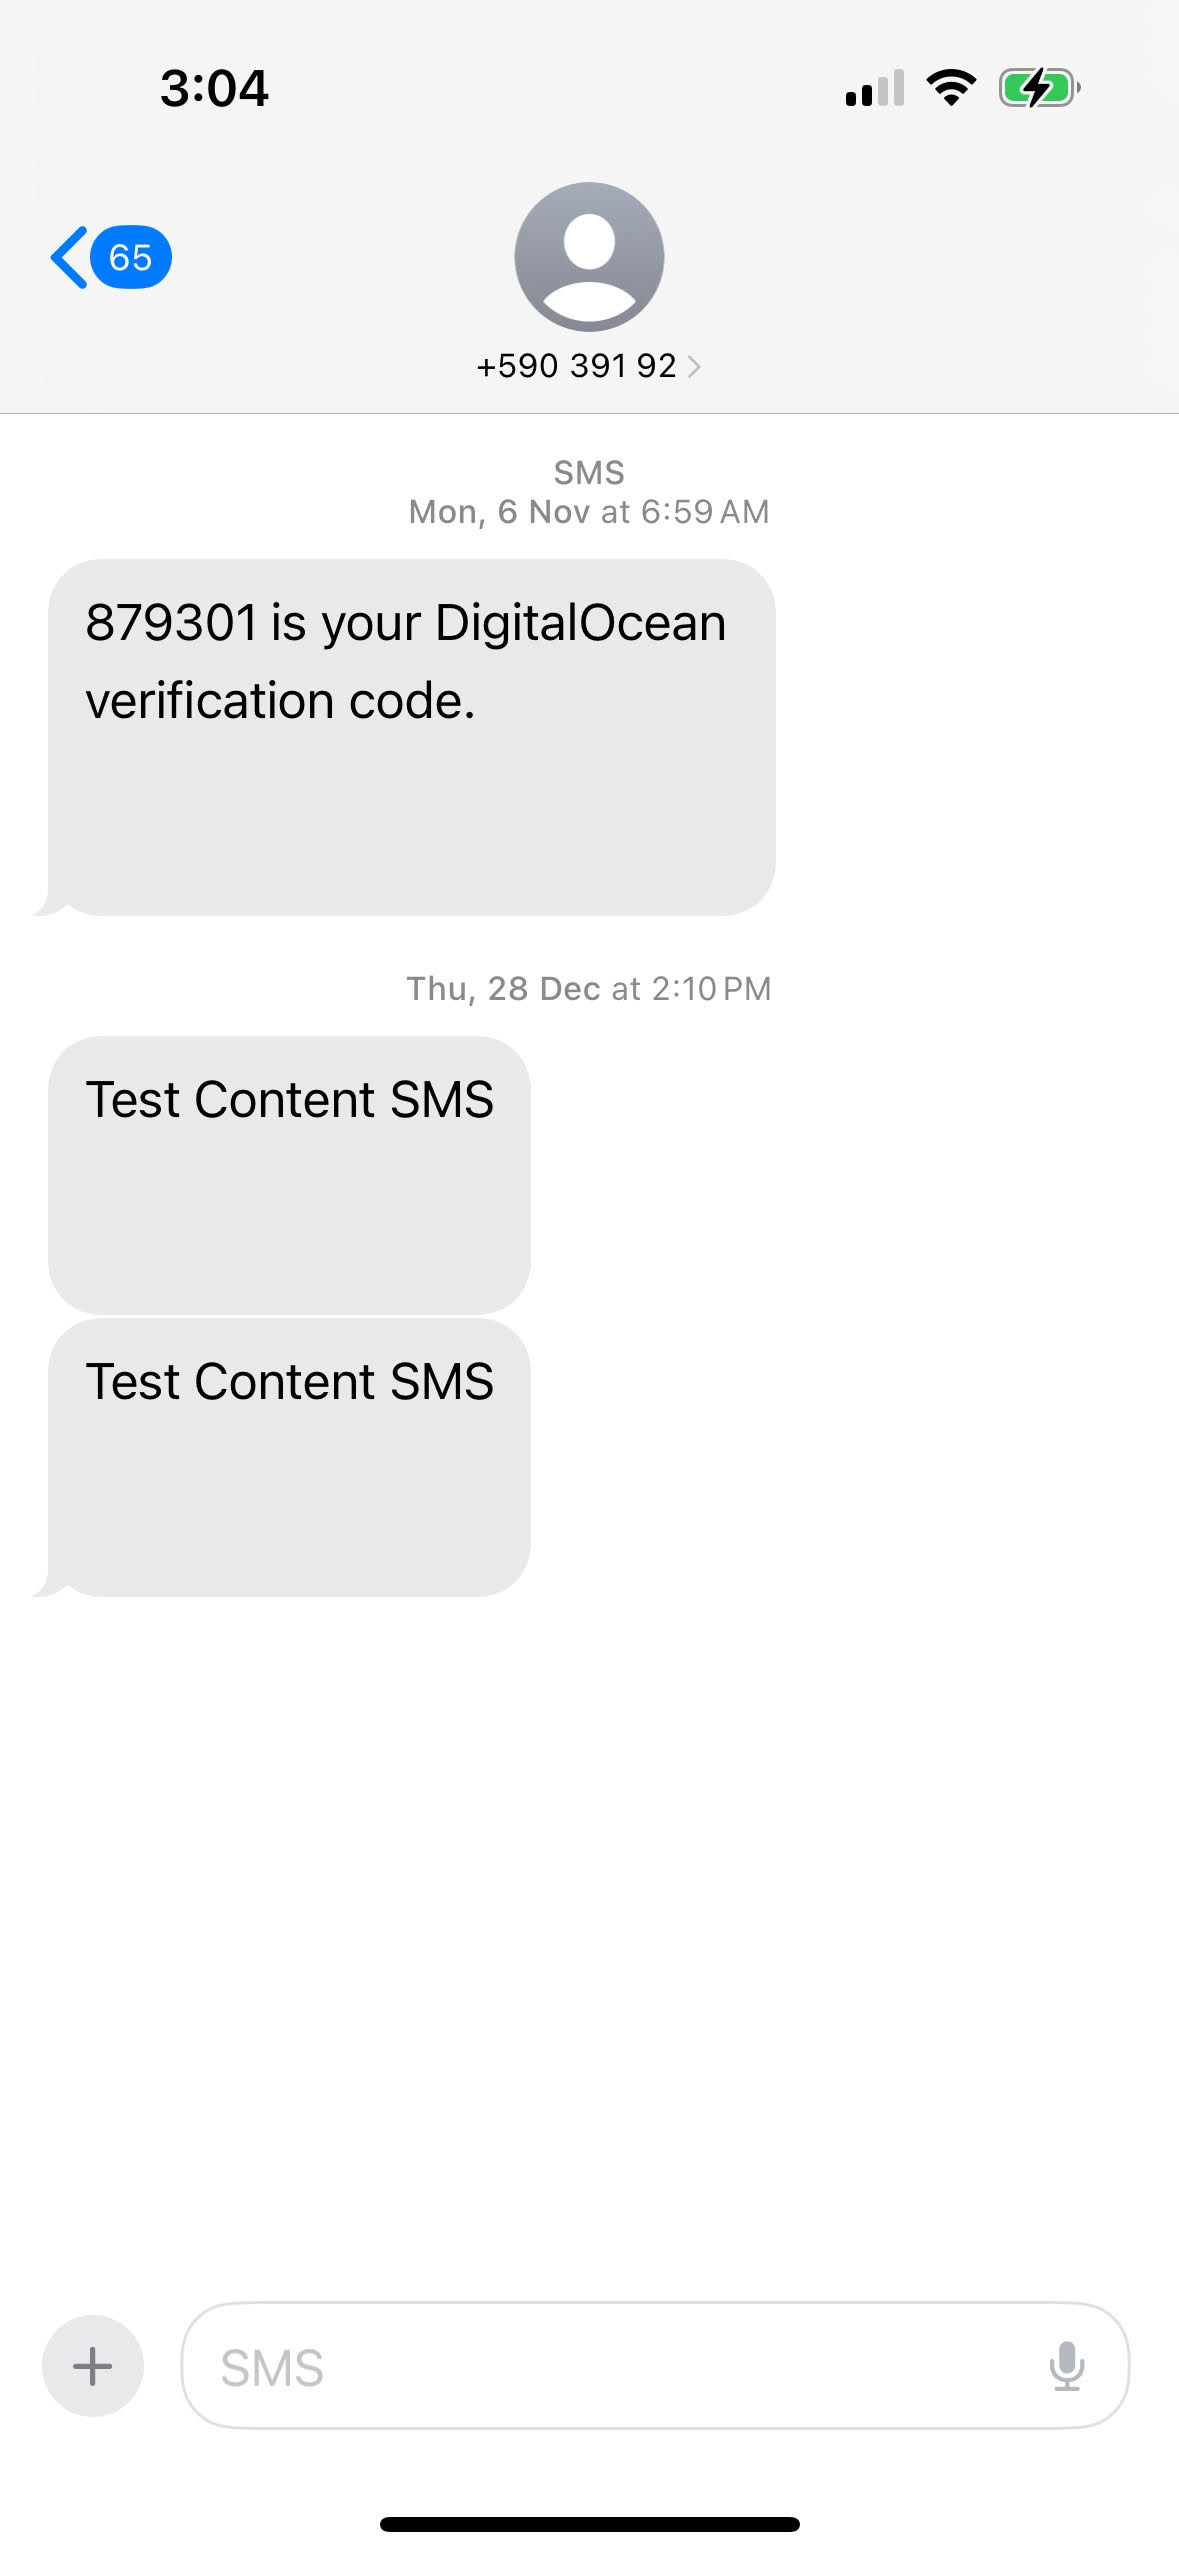 3:04
65
+590 391 92
SMS
Mon, 6 Nov at 6:59 AM
879301 is your DigitalOcean
verification code.
Thu, 28 Dec at 2:10 PM
Test Content SMS
Test Content SMS
SMS